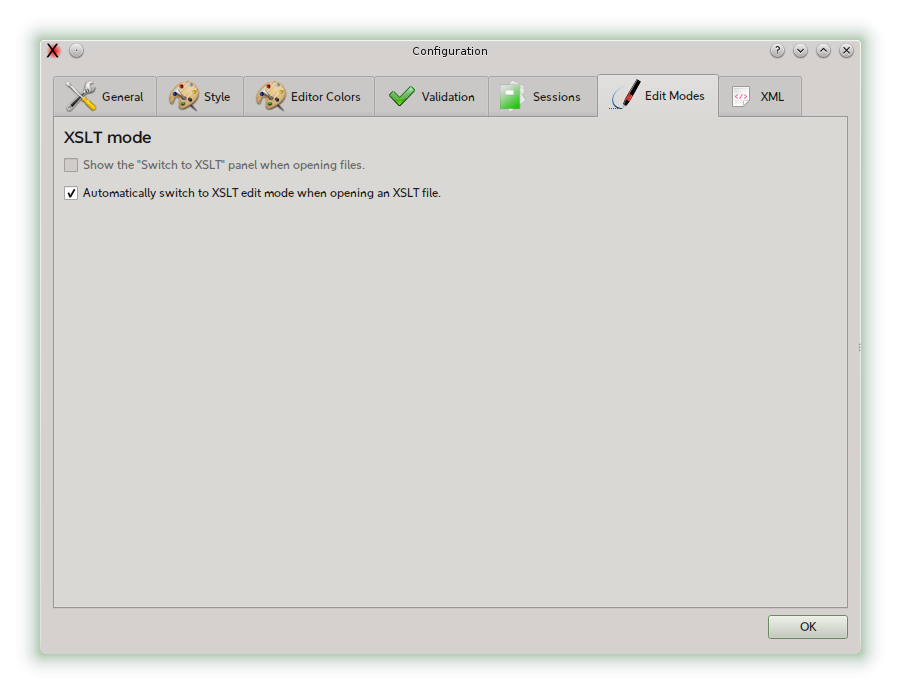 Configuration
General Style Editor Colors Validation Sessions Edit Modes XML
XSLT mode
Show the "Switch to XSLT" panel when opening files.
Automatically switch to XSLT edit mode when opening an XSLT file.
OK